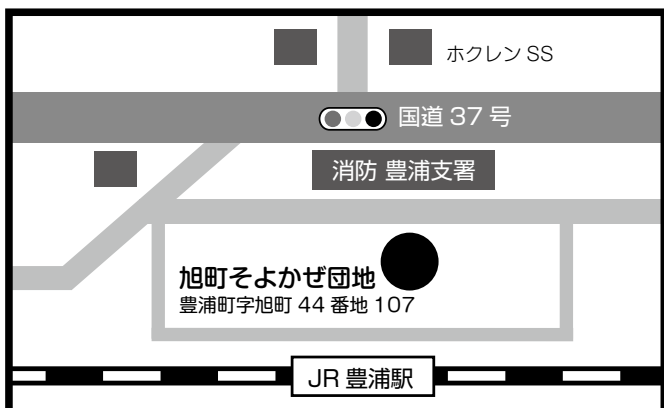 ホクレン SS
国道 37 号
消防 豊浦支署
旭町そよかぜ団地
豊浦町字旭町 44 番地 107
JR 豊浦駅